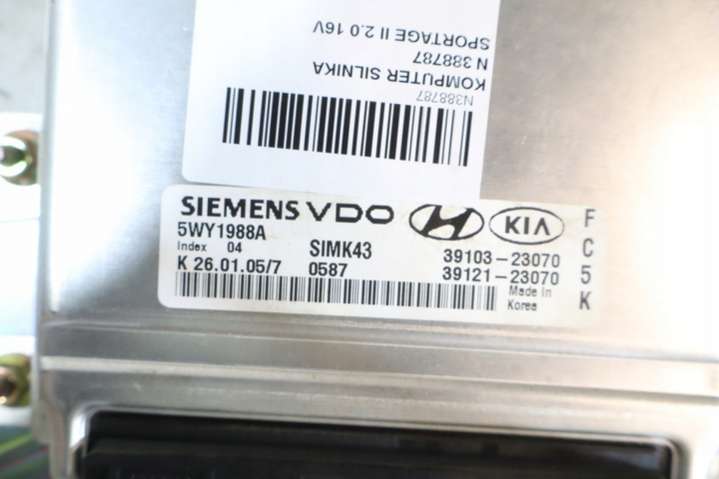 SPORTAGE II 2.0 16V
N 388787
KOMPUTER SILNIKA
N388787
SIEMENS VDO KIA
5WY1988A
Index 04 SIMK43 39103-23070
K 26.01.05/7 0587 39121-23070
Made In
Korea
F
C
5
K